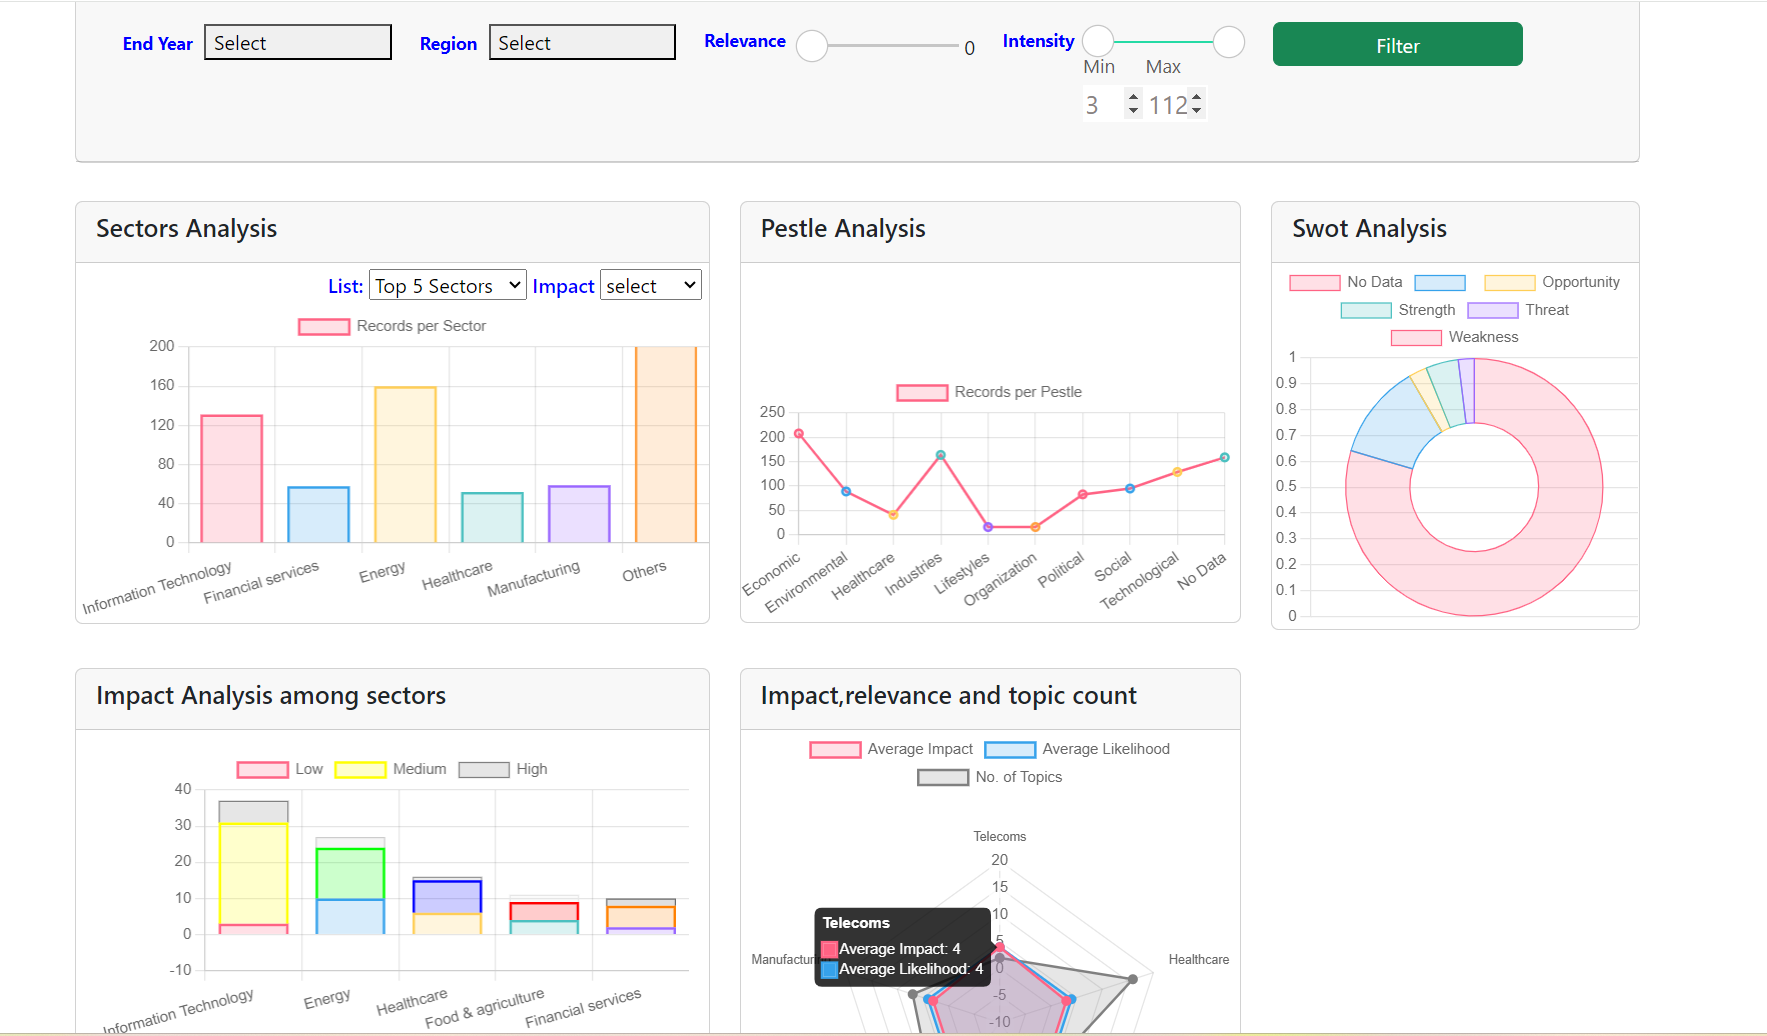 End Year Select Region Select Relevance 0 Intensity Min Max 3 112 Filter
Sectors Analysis
List: Top 5 Sectors Impact select
Records per Sector
200
160
120
80
40
0
Information Technology Financial services Energy Healthcare Manufacturing Others
Pestle Analysis
Records per Pestle
250
200
150
100
50
0
Economic Environmental Healthcare Industries Lifestyles Organization Political Social Technological No Data
Swot Analysis
No Data Opportunity
Strength Threat
Weakness
1
0.9
0.8
0.7
0.6
0.5
0.4
0.3
0.2
0.1
0
Impact Analysis among sectors
Low Medium High
40
30
20
10
0
-10
Information Technology Energy Healthcare Food & agriculture Financial services
Impact,relevance and topic count
Average Impact Average Likelihood
No. of Topics
Telecoms
20
15
10
5
0
-5
-10
Telecoms
Average Impact: 4
Average Likelihood: 4
Healthcare